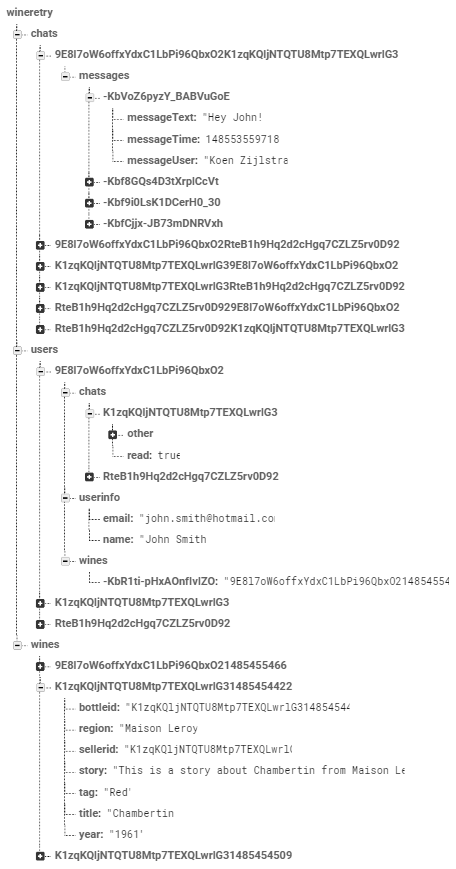 wineretry
chats
9E8l7oW6offxYdxC1LbPi96QbxO2K1zqKQljNTQTU8Mtp7TEXQLwrlG3
messages
-KbVoZ6pyzY_BABVuGoE
messageText: "Hey John!
messageTime: 148553559718
messageUser: "Koen Zijlstra
-Kbf8GQs4D3tXrplCcVt
-Kbf9i0LsK1DCerH0_30
-KbfCjjx-JB73mDNRVxh
9E8l7oW6offxYdxC1LbPi96QbxO2RteB1h9Hq2d2cHgq7CZLZ5rv0D92
K1zqKQljNTQTU8Mtp7TEXQLwrlG39E8l7oW6offxYdxC1LbPi96QbxO2
K1zqKQljNTQTU8Mtp7TEXQLwrlG3RteB1h9Hq2d2cHgq7CZLZ5rv0D92
RteB1h9Hq2d2cHgq7CZLZ5rv0D929E8l7oW6offxYdxC1LbPi96QbxO2
RteB1h9Hq2d2cHgq7CZLZ5rv0D92K1zqKQljNTQTU8Mtp7TEXQLwrlG3
users
9E8l7oW6offxYdxC1LbPi96QbxO2
chats
K1zqKQljNTQTU8Mtp7TEXQLwrlG3
other
read: true
RteB1h9Hq2d2cHgq7CZLZ5rv0D92
userinfo
email: "john.smith@hotmail.co
name: "John Smith
wines
-KbR1ti-pHxAOnflvlZO: "9E8l7oW6offxYdxC1LbPi96QbxO214854554
K1zqKQljNTQTU8Mtp7TEXQLwrlG3
RteB1h9Hq2d2cHgq7CZLZ5rv0D92
wines
9E8l7oW6offxYdxC1LbPi96QbxO21485455466
K1zqKQljNTQTU8Mtp7TEXQLwrlG31485454422
bottleid: "K1zqKQljNTQTU8Mtp7TEXQLwrlG314854544
region: "Maison Leroy
sellerid: "K1zqKQljNTQTU8Mtp7TEXQLwrl
story: "This is a story about Chambertin from Maison Le
tag: "Red"
title: "Chambertin
year: "1961"
K1zqKQljNTQTU8Mtp7TEXQLwrlG31485454509